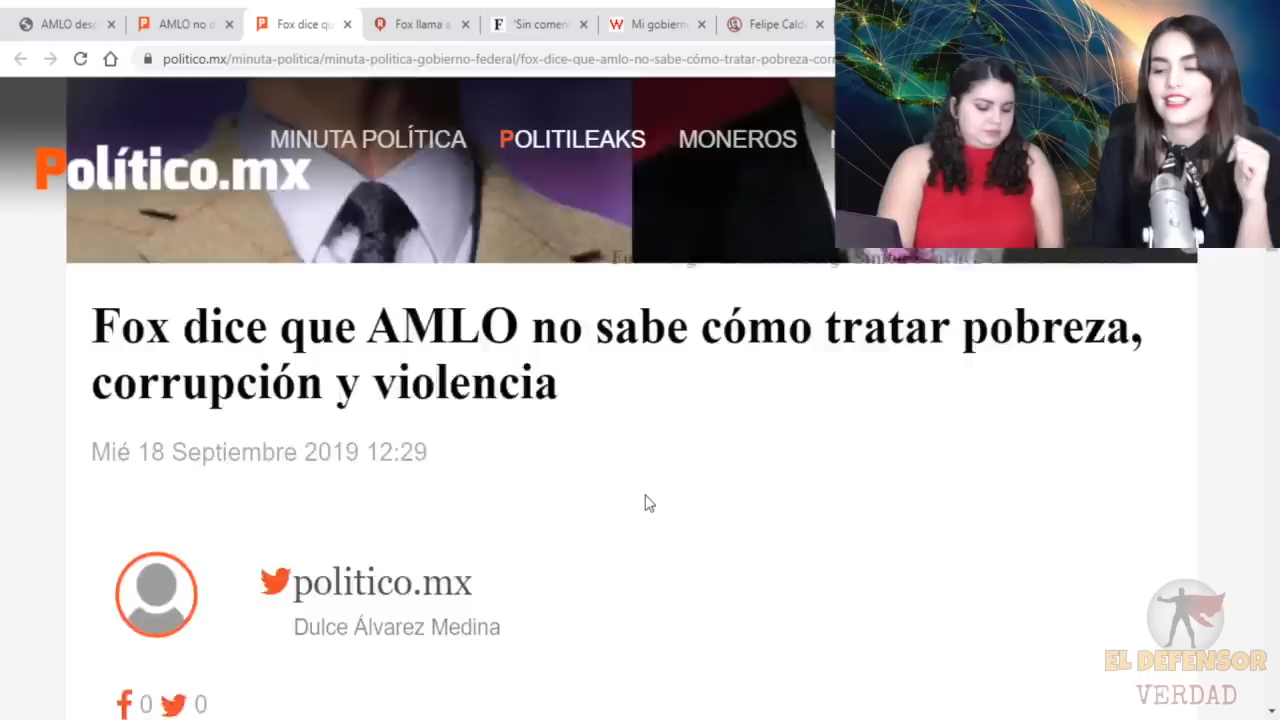 AMLO desc
AMLO no d
Fox dice qu
Fox llama a
'Sin comen
Mi gobiern
Felipe Cald
politico.mx/minuta-politica/minuta-politica-gobierno-federal/fox-dice-que-amlo-no-sabe-cómo-tratar-pobreza-corr
Político.mx
MINUTA POLÍTICA
POLITILEAKS
MONEROS
Fox dice que AMLO no sabe cómo tratar pobreza,
corrupción y violencia
Mié 18 Septiembre 2019 12:29
politico.mx
Dulce Álvarez Medina
0 0
EL DEFENSOR
VERDAD